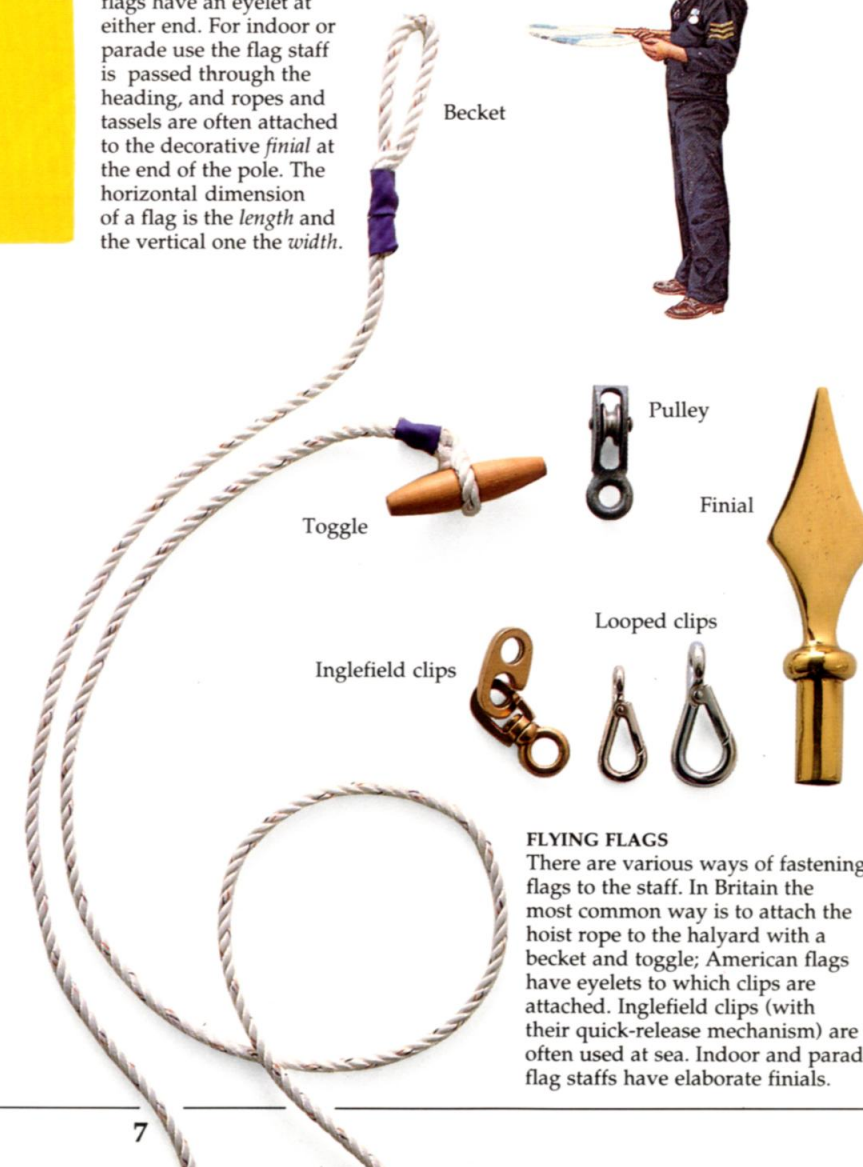 flags have an eyelet at
either end. For indoor or
parade use the flag staff
is passed through the
heading, and ropes and
tassels are often attached
to the decorative finial at
the end of the pole. The
horizontal dimension
of a flag is the length and
the vertical one the width.
Becket
Pulley
Finial
Toggle
Looped clips
Inglefield clips
FLYING FLAGS
There are various ways of fastening
flags to the staff. In Britain the
most common way is to attach the
hoist rope to the halyard with a
becket and toggle; American flags
have eyelets to which clips are
attached. Inglefield clips (with
their quick-release mechanism) are
often used at sea. Indoor and parad
flag staffs have elaborate finials.
7